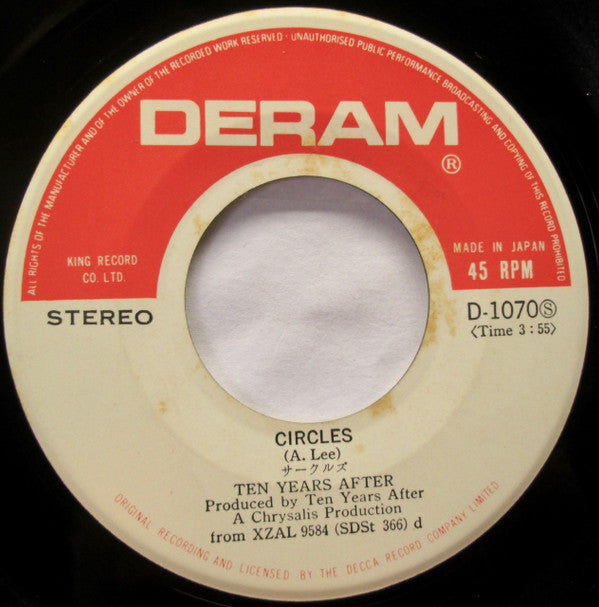 ALL RIGHTS OF THE MANUFACTURER AND OF THE OWNER OF THE RECORDED WORK RESERVED · UNAUTHORISED PUBLIC PERFORMANCE BROADCASTING AND COPYING OF THIS RECORD PROHIBITED
DERAM
®
KING RECORD
CO. LTD.
MADE IN JAPAN
45 RPM
STEREO
D-1070Ⓢ
〈Time 3 : 55〉
CIRCLES
(A. Lee)
サークルズ
TEN YEARS AFTER
Produced by Ten Years After
A Chrysalis Production
from XZAL 9584 (SDSt 366) d
ORIGINAL RECORDING AND LICENSED BY THE DECCA RECORD COMPANY LIMITED